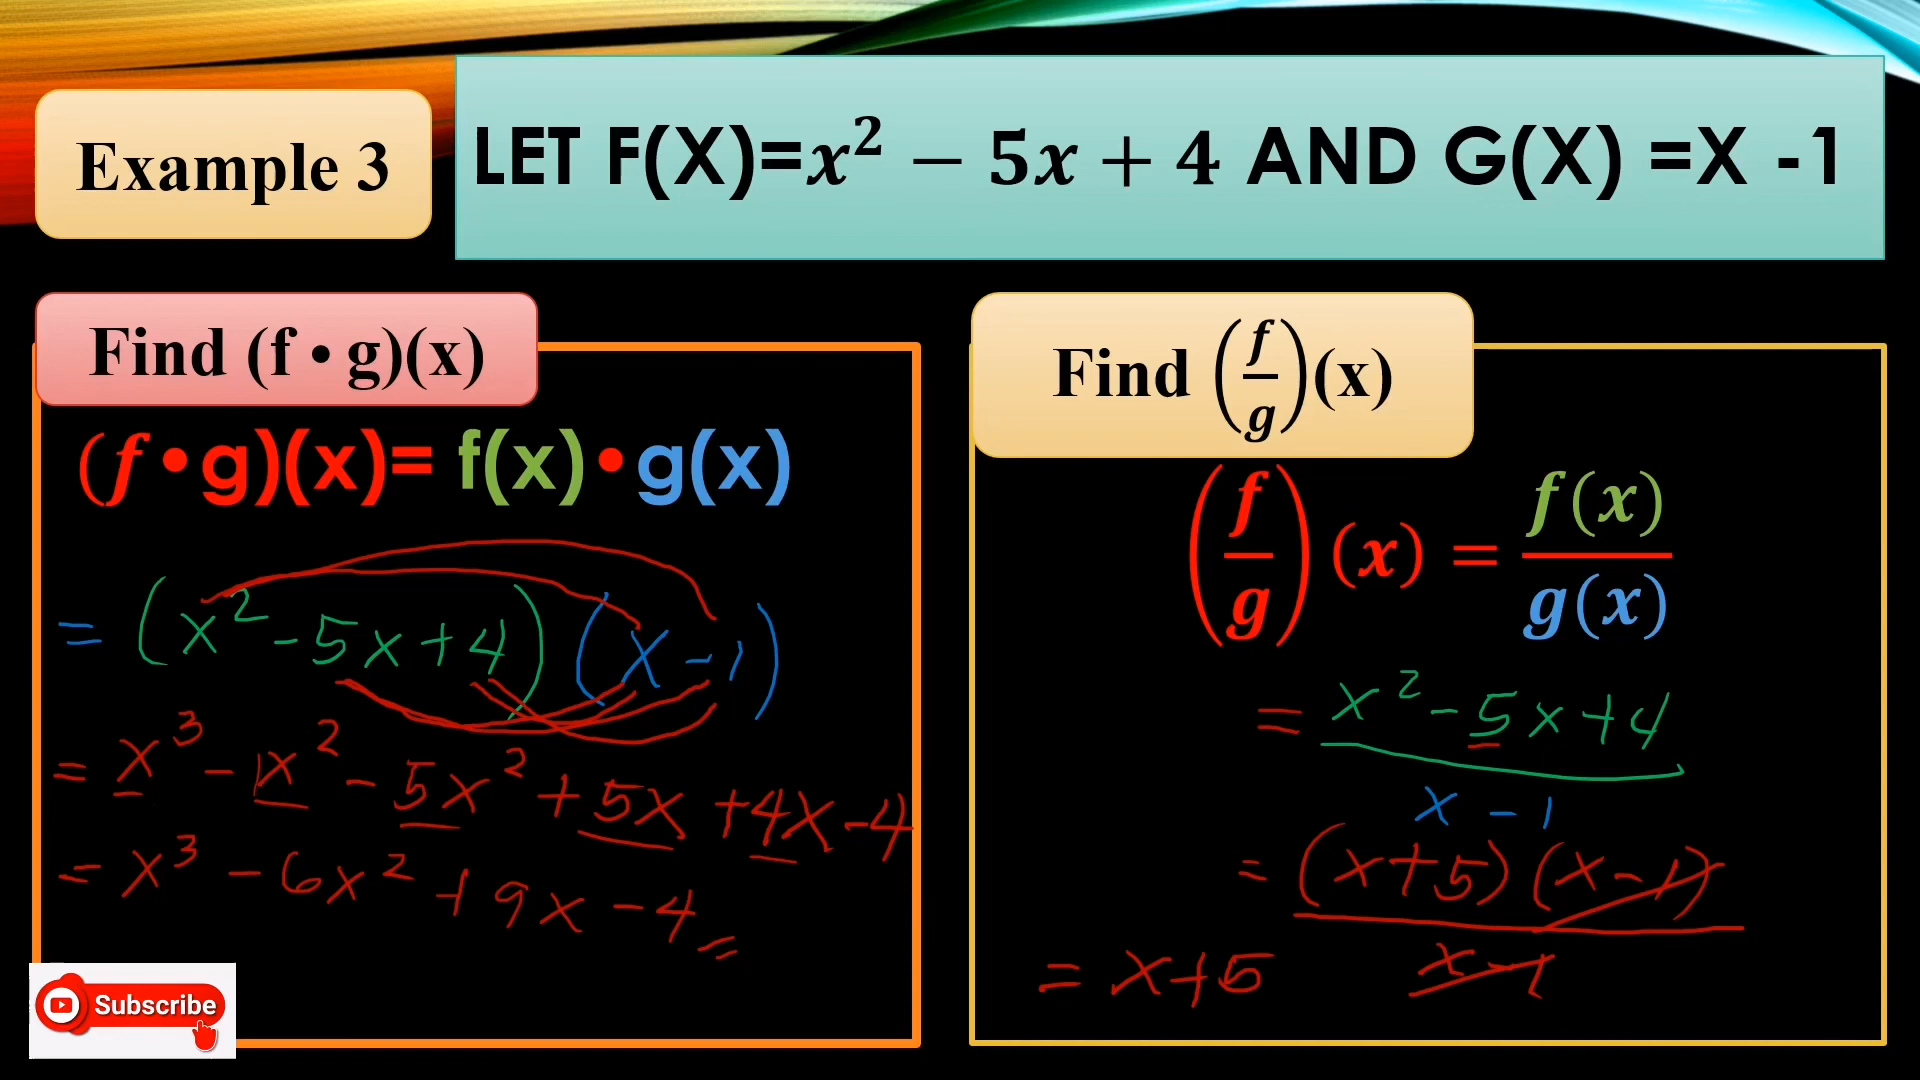 Example 3
LET F(X)=x² − 5x + 4 AND G(X) =X -1
Find (f • g)(x)
(f • g)(x)= f(x)•g(x)
= (x² - 5x + 4) (x - 1)
= x³ - 1x² - 5x² + 5x + 4x - 4
= x³ - 6x² + 9x - 4
Subscribe
Find (f/g)(x)
(f/g)(x) = f(x)/g(x)
= x² - 5x + 4
x - 1
= (x+5)(x-1)
x-1
= x+5